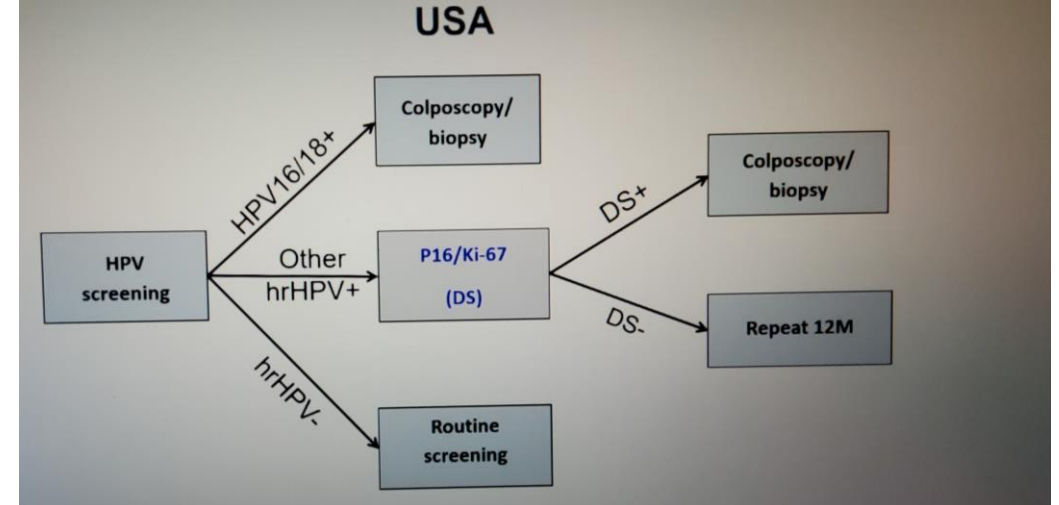 USA
Colposcopy/
biopsy
HPV16/18+
Colposcopy/
biopsy
DS+
HPV
screening
Other
hrHPV+
P16/Ki-67
(DS)
DS-
Repeat 12M
hrHPV-
Routine
screening